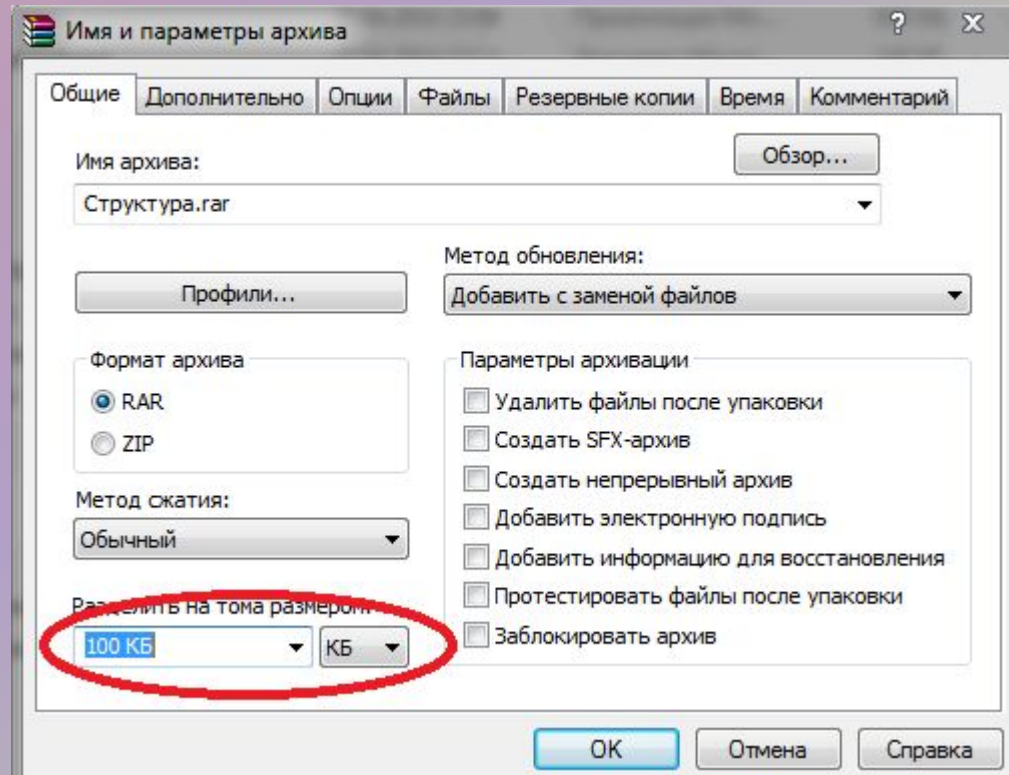 Имя и параметры архива
Общие Дополнительно Опции Файлы Резервные копии Время Комментарий
Имя архива:
Обзор...
Структура.rar
Профили...
Метод обновления:
Добавить с заменой файлов
Формат архива
RAR
ZIP
Метод сжатия:
Обычный
Разделить на тома размером:
100 КБ КБ
Параметры архивации
Удалить файлы после упаковки
Создать SFX-архив
Создать непрерывный архив
Добавить электронную подпись
Добавить информацию для восстановления
Протестировать файлы после упаковки
Заблокировать архив
OK Отмена Справка